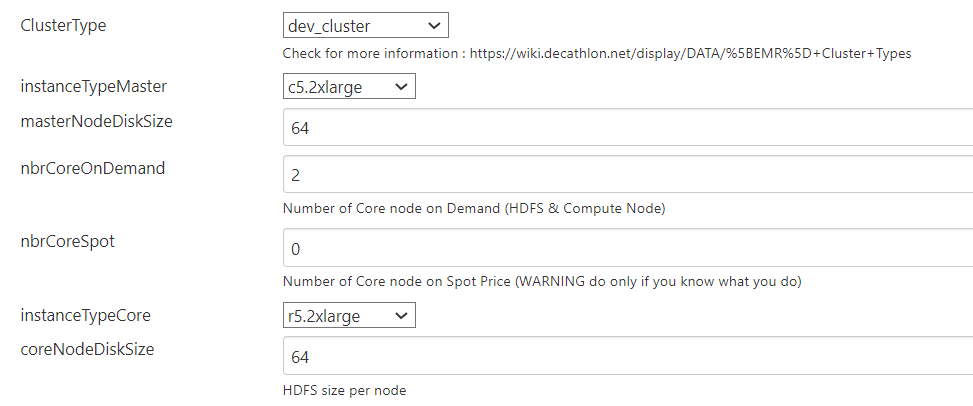 ClusterType dev_cluster
Check for more information : https://wiki.decathlon.net/display/DATA/%5BEMR%5D+Cluster+Types
instanceTypeMaster c5.2xlarge
masterNodeDiskSize 64
nbrCoreOnDemand 2
Number of Core node on Demand (HDFS & Compute Node)
nbrCoreSpot 0
Number of Core node on Spot Price (WARNING do only if you know what you do)
instanceTypeCore r5.2xlarge
coreNodeDiskSize 64
HDFS size per node